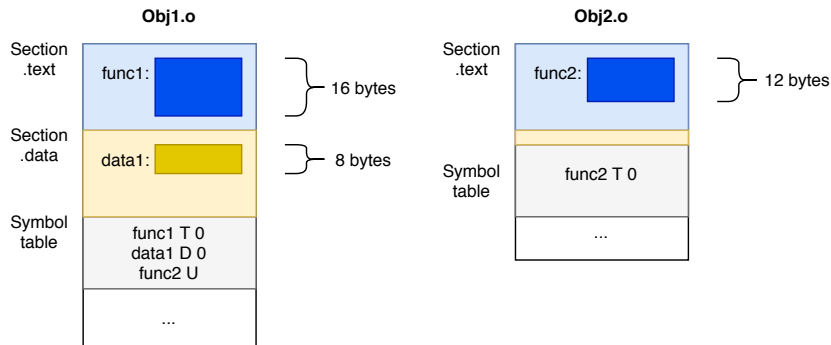 Obj1.o
Section
.text
func1:
16 bytes
Section
.data
data1:
8 bytes
Symbol
table
func1 T 0
data1 D 0
func2 U
...
Obj2.o
Section
.text
func2:
12 bytes
Symbol
table
func2 T 0
...